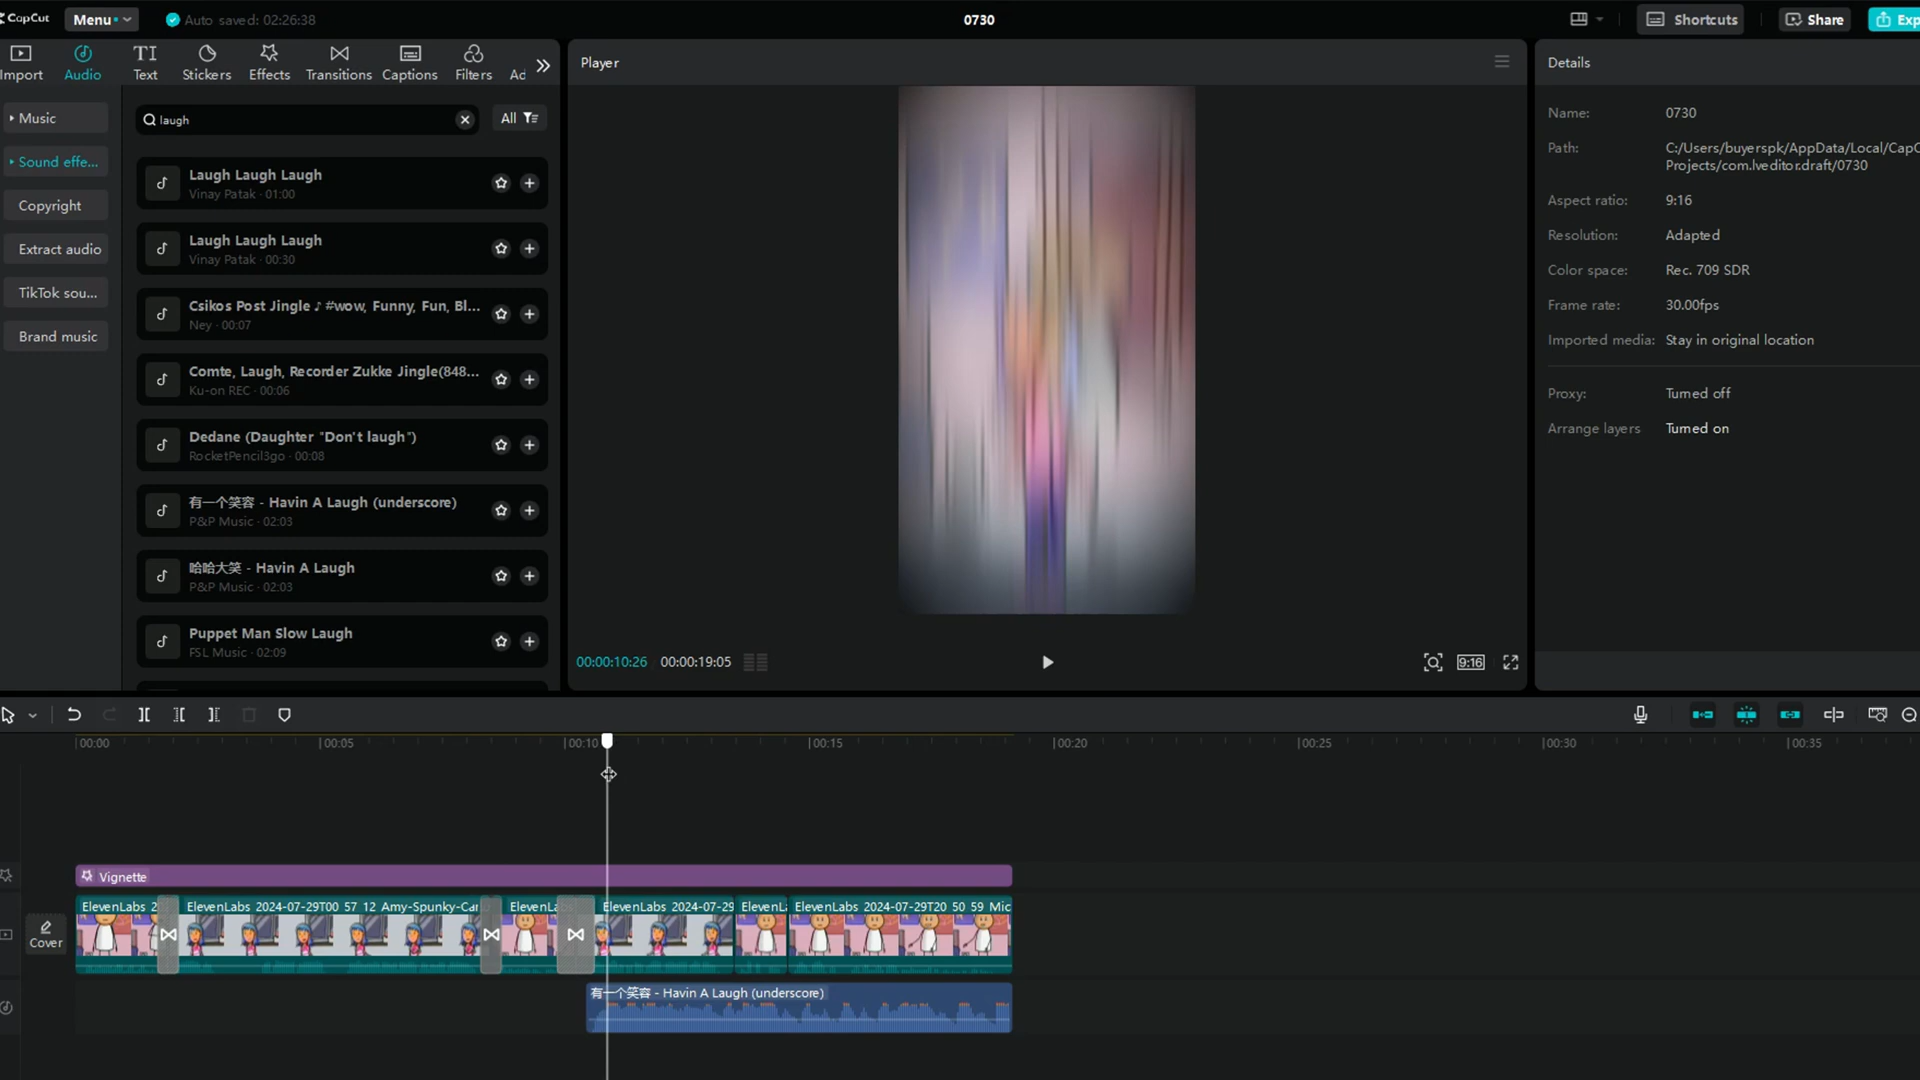 CapCut
Menu
Auto saved: 02:26:38
0730
Shortcuts
Share
Import
Audio
TI
Text
Stickers
Effects
Transitions
Captions
Filters
Player
Details
Music
Sound effe...
Copyright
Extract audio
TikTok sou...
Brand music
laugh
All
Laugh Laugh Laugh
Vinay Patak · 01:00
Laugh Laugh Laugh
Vinay Patak · 00:30
Csikos Post Jingle ♪ #wow, Funny, Fun, Bl...
Ney · 00:07
Comte, Laugh, Recorder Zukke Jingle(848...
Ku-on REC · 00:06
Dedane (Daughter "Don't laugh")
RocketPencil3go · 00:08
有一个笑容 - Havin A Laugh (underscore)
P&P Music · 02:03
哈哈大笑 - Havin A Laugh
P&P Music · 02:03
Puppet Man Slow Laugh
FSL Music · 02:09
00:00:10:26 00:00:19:05
9:16
Name: 0730
Path: C:/Users/buyerspk/AppData/Local/CapC
Projects/com.lveditor.draft/0730
Aspect ratio: 9:16
Resolution: Adapted
Color space: Rec. 709 SDR
Frame rate: 30.00fps
Imported media: Stay in original location
Proxy: Turned off
Arrange layers Turned on
00:00 00:05 00:10 00:15 00:20 00:25 00:30 00:35
Vignette
Cover
ElevenLabs 2
ElevenLabs 2024-07-29T00 57 12 Amy-Spunky-Car
ElevenLa
ElevenLabs 2024-07-29
ElevenLa
ElevenLabs 2024-07-29T20 50 59 Mic
有一个笑容 - Havin A Laugh (underscore)